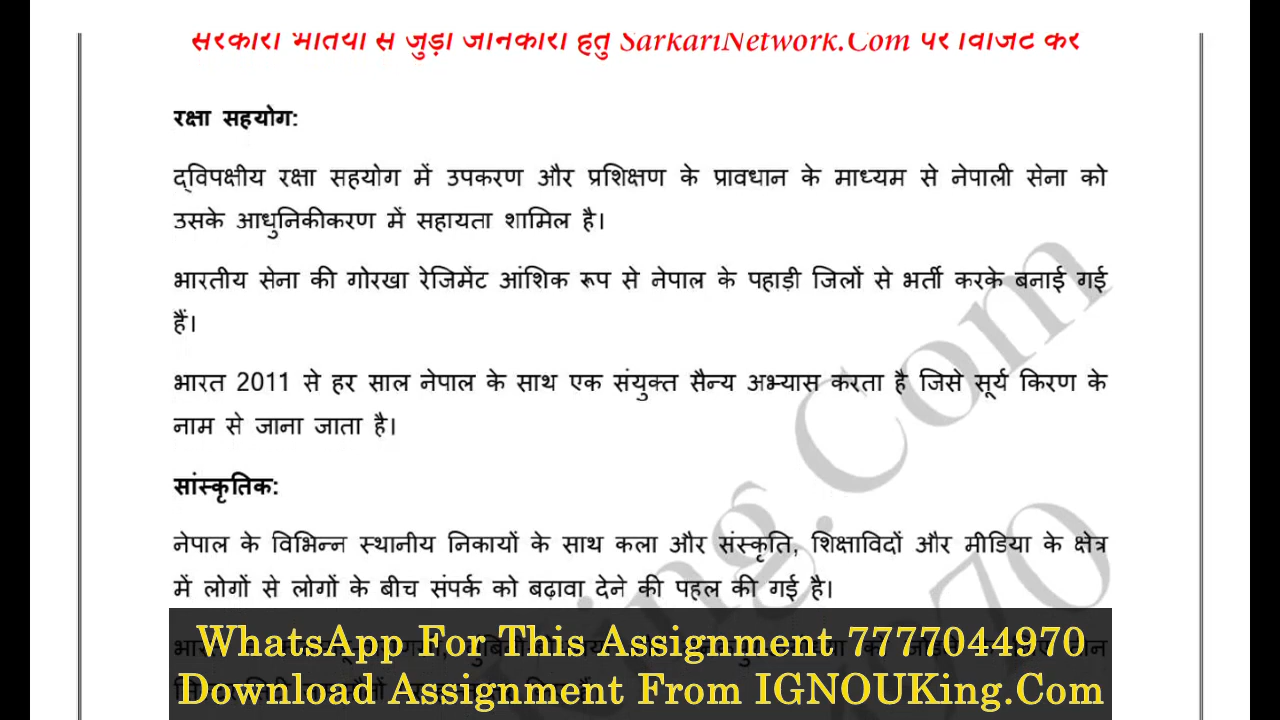 सरकारी भर्तियों से जुड़ी जानकारी हेतु SarkariNetwork.Com पर विजिट करें
रक्षा सहयोग:
द्विपक्षीय रक्षा सहयोग में उपकरण और प्रशिक्षण के प्रावधान के माध्यम से नेपाली सेना को
उसके आधुनिकीकरण में सहायता शामिल है।
भारतीय सेना की गोरखा रेजिमेंट आंशिक रूप से नेपाल के पहाड़ी जिलों से भर्ती करके बनाई गई
हैं।
भारत 2011 से हर साल नेपाल के साथ एक संयुक्त सैन्य अभ्यास करता है जिसे सूर्य किरण के
नाम से जाना जाता है।
सांस्कृतिक:
नेपाल के विभिन्न स्थानीय निकायों के साथ कला और संस्कृति, शिक्षाविदों और मीडिया के क्षेत्र
में लोगों से लोगों के बीच संपर्क को बढ़ावा देने की पहल की गई है।
WhatsApp For This Assignment 7777044970
Download Assignment From IGNOUKing.Com